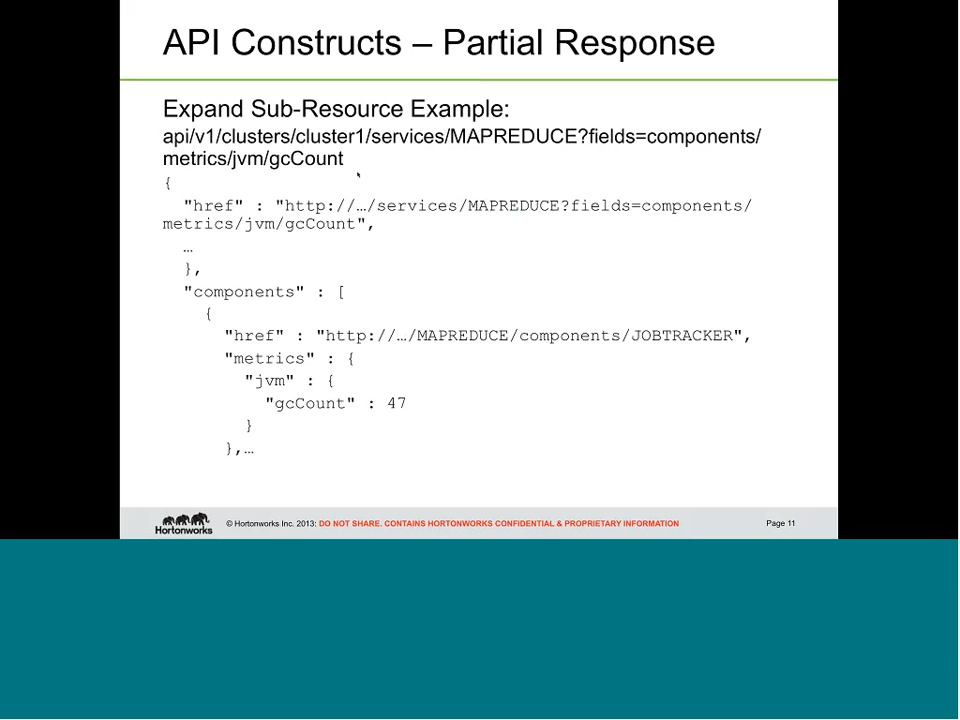 API Constructs – Partial Response
Expand Sub-Resource Example:
api/v1/clusters/cluster1/services/MAPREDUCE?fields=components/
metrics/jvm/gcCount
{
"href" : "http://…/services/MAPREDUCE?fields=components/
metrics/jvm/gcCount",
…
},
"components" : [
{
"href" : "http://…/MAPREDUCE/components/JOBTRACKER",
"metrics" : {
"jvm" : {
"gcCount" : 47
}
},…
Hortonworks
© Hortonworks Inc. 2013: DO NOT SHARE. CONTAINS HORTONWORKS CONFIDENTIAL & PROPRIETARY INFORMATION
Page 11